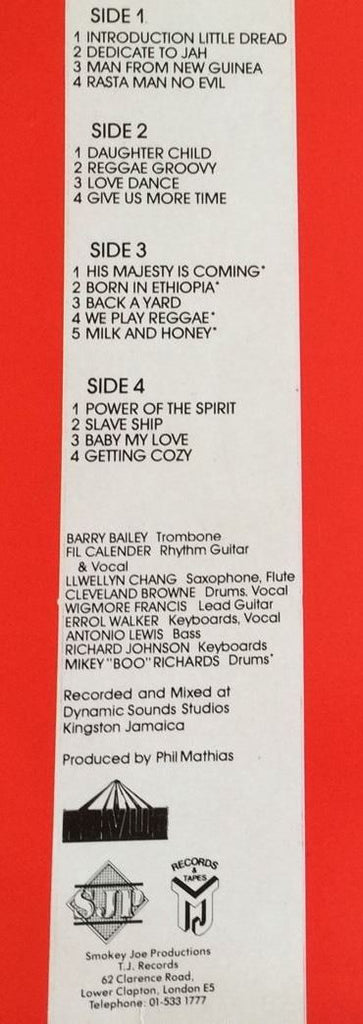 SIDE 1
1 INTRODUCTION LITTLE DREAD
2 DEDICATE TO JAH
3 MAN FROM NEW GUINEA
4 RASTA MAN NO EVIL
SIDE 2
1 DAUGHTER CHILD
2 REGGAE GROOVY
3 LOVE DANCE
4 GIVE US MORE TIME
SIDE 3
1 HIS MAJESTY IS COMING*
2 BORN IN ETHIOPIA*
3 BACK A YARD
4 WE PLAY REGGAE*
5 MILK AND HONEY*
SIDE 4
1 POWER OF THE SPIRIT
2 SLAVE SHIP
3 BABY MY LOVE
4 GETTING COZY
BARRY BAILEY Trombone
FIL CALENDER Rhythm Guitar
& Vocal
LLWELLYN CHANG Saxophone, Flute
CLEVELAND BROWNE Drums, Vocal
WIGMORE FRANCIS Lead Guitar
ERROL WALKER Keyboards, Vocal
ANTONIO LEWIS Bass
RICHARD JOHNSON Keyboards
MIKEY "BOO" RICHARDS Drums*
Recorded and Mixed at
Dynamic Sounds Studios
Kingston Jamaica
Produced by Phil Mathias
SJP
RECORDS
& TAPES
TJ
Smokey Joe Productions
T.J. Records
62 Clarence Road,
Lower Clapton, London E5
Telephone: 01-533 1777